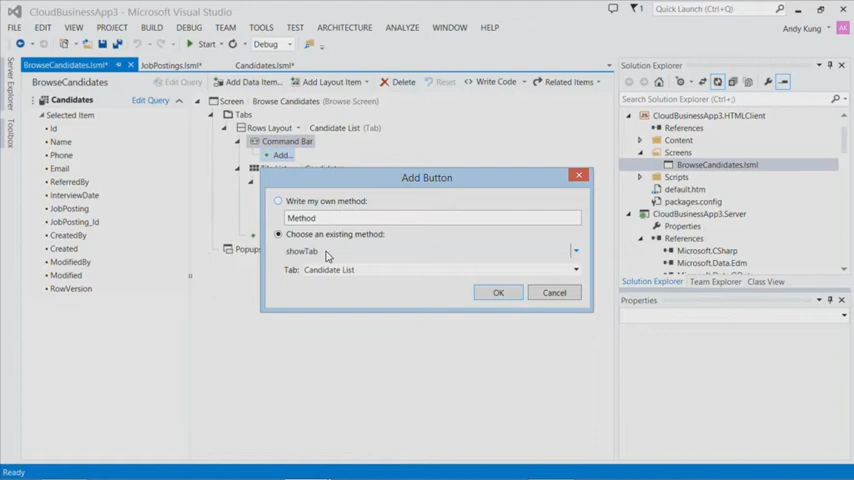 CloudBusinessApp3 - Microsoft Visual Studio
1
Quick Launch (Ctrl+Q)
FILE EDIT VIEW PROJECT BUILD DEBUG TEAM TOOLS TEST ARCHITECTURE ANALYZE WINDOW HELP
Andy Kung
AK
Start
Debug
BrowseCandidates.lsml*
JobPostings.lsml*
Candidates.lsml*
Solution Explorer
BrowseCandidates
Edit Query
Add Data Item...
Add Layout Item
Delete
Reset
Write Code
Related Items
Server Explorer
Toolbox
Candidates
Edit Query
Selected Item
Id
Name
Phone
Email
ReferredBy
InterviewDate
JobPosting
JobPosting_Id
CreatedBy
Created
ModifiedBy
Modified
RowVersion
Screen Browse Candidates (Browse Screen)
Tabs
Rows Layout Candidate List (Tab)
Command Bar
Add...
Popups
Add Button
Write my own method:
Method
Choose an existing method:
showTab
Tab: Candidate List
OK
Cancel
Search Solution Explorer (Ctrl+;)
CloudBusinessApp3.HTMLClient
References
Content
Screens
BrowseCandidates.lsml
Scripts
default.htm
packages.config
CloudBusinessApp3.Server
Properties
References
Microsoft.CSharp
Microsoft.Data.Edm
Solution Explorer Team Explorer Class View
Properties
Ready